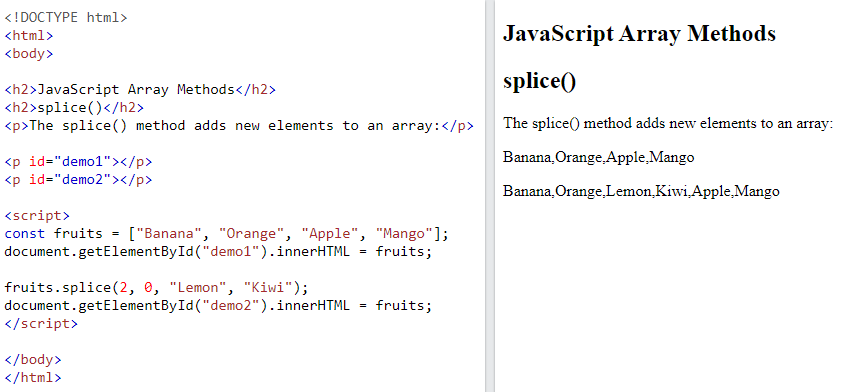 <!DOCTYPE html>
<html>
<body>
<h2>JavaScript Array Methods</h2>
<h2>splice()</h2>
<p>The splice() method adds new elements to an array:</p>
<p id="demo1"></p>
<p id="demo2"></p>
<script>
const fruits = ["Banana", "Orange", "Apple", "Mango"];
document.getElementById("demo1").innerHTML = fruits;
fruits.splice(2, 0, "Lemon", "Kiwi");
document.getElementById("demo2").innerHTML = fruits;
</script>
</body>
</html>
JavaScript Array Methods
splice()
The splice() method adds new elements to an array:
Banana,Orange,Apple,Mango
Banana,Orange,Lemon,Kiwi,Apple,Mango